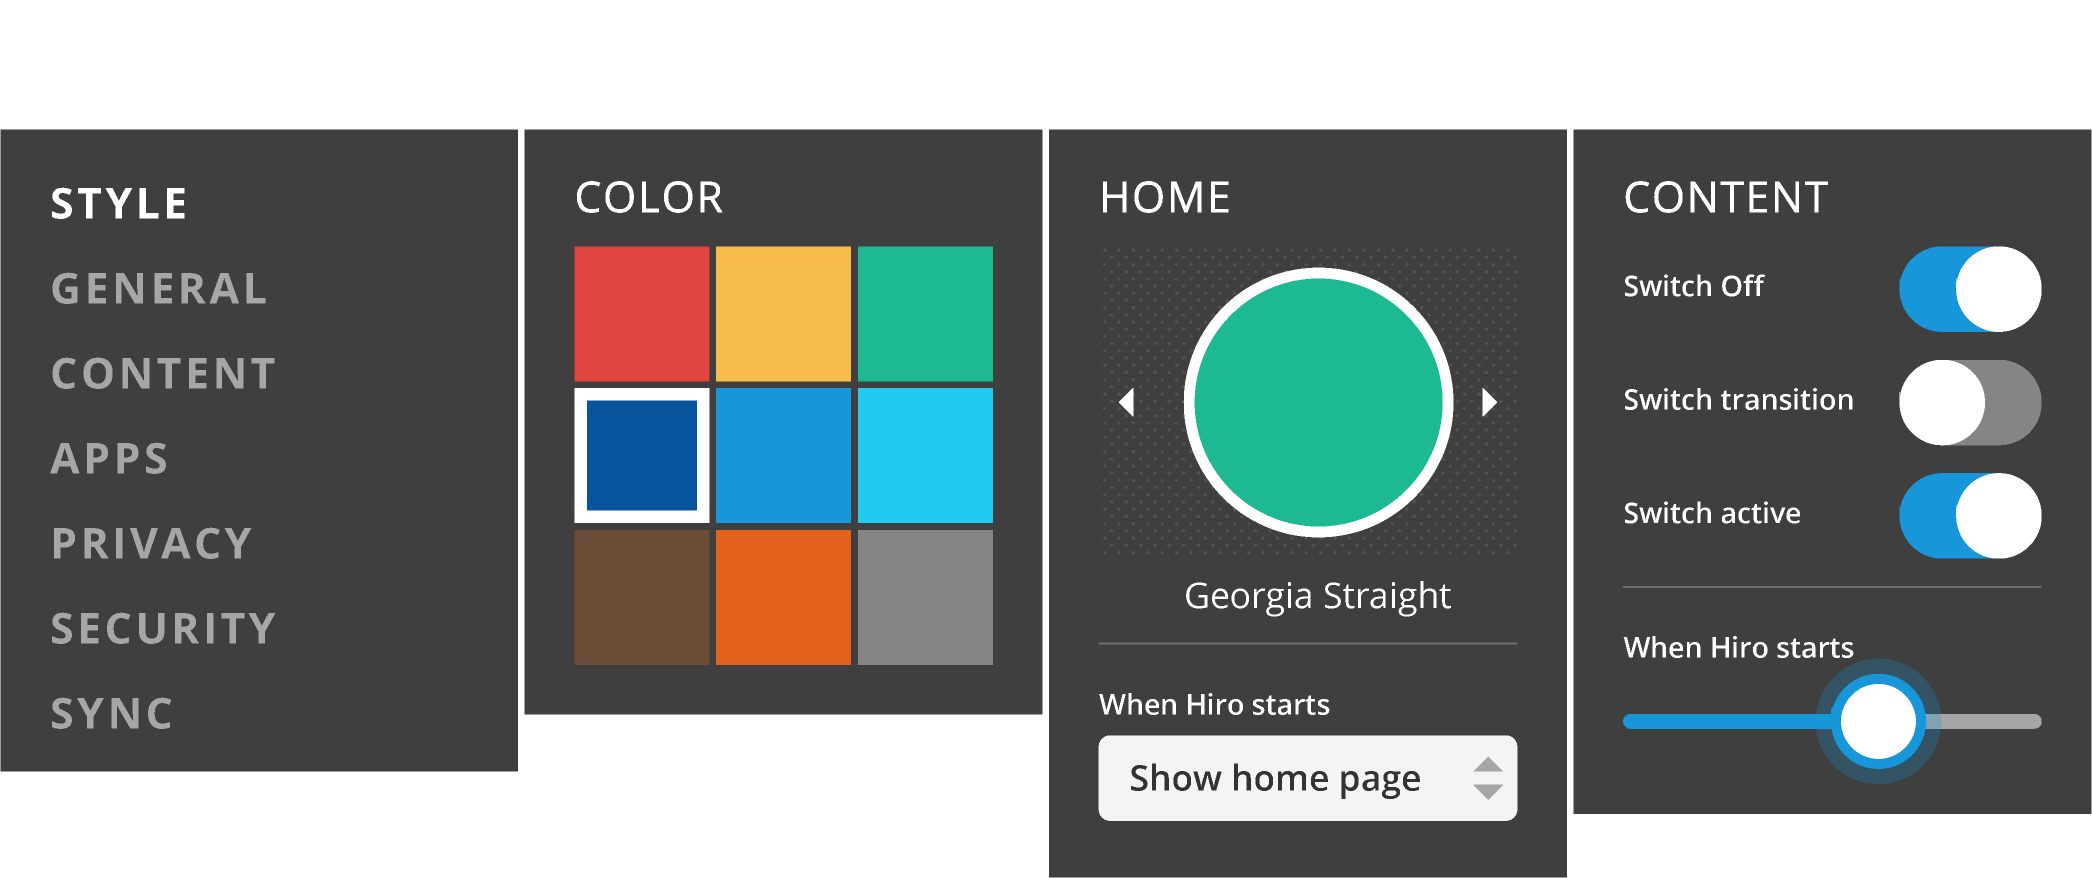 STYLE
GENERAL
CONTENT
APPS
PRIVACY
SECURITY
SYNC
COLOR
HOME
Georgia Straight
When Hiro starts
Show home page
CONTENT
Switch Off
Switch transition
Switch active
When Hiro starts